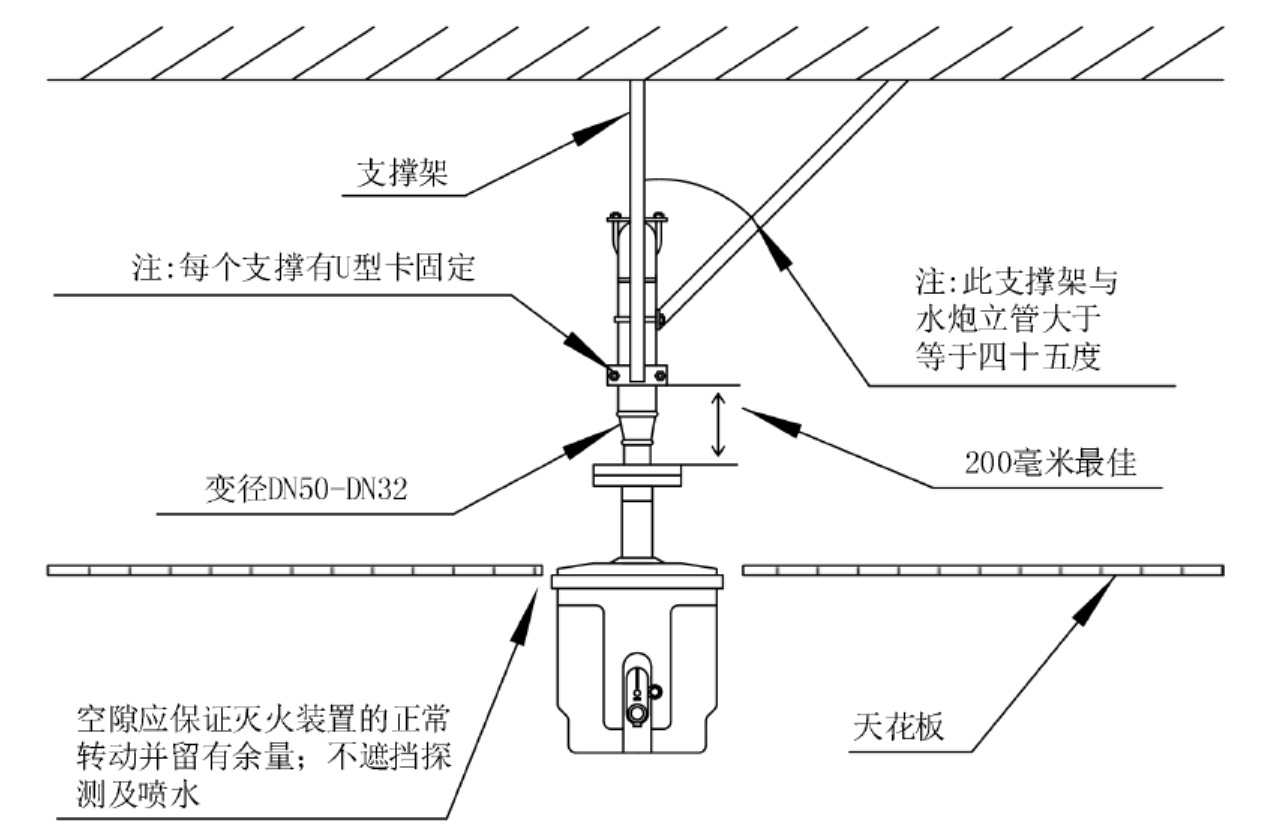 支撑架
注:每个支撑有U型卡固定
注:此支撑架与
水炮立管大于
等于四十五度
200毫米最佳
变径DN50-DN32
空隙应保证灭火装置的正常
转动并留有余量；不遮挡探
测及喷水
天花板